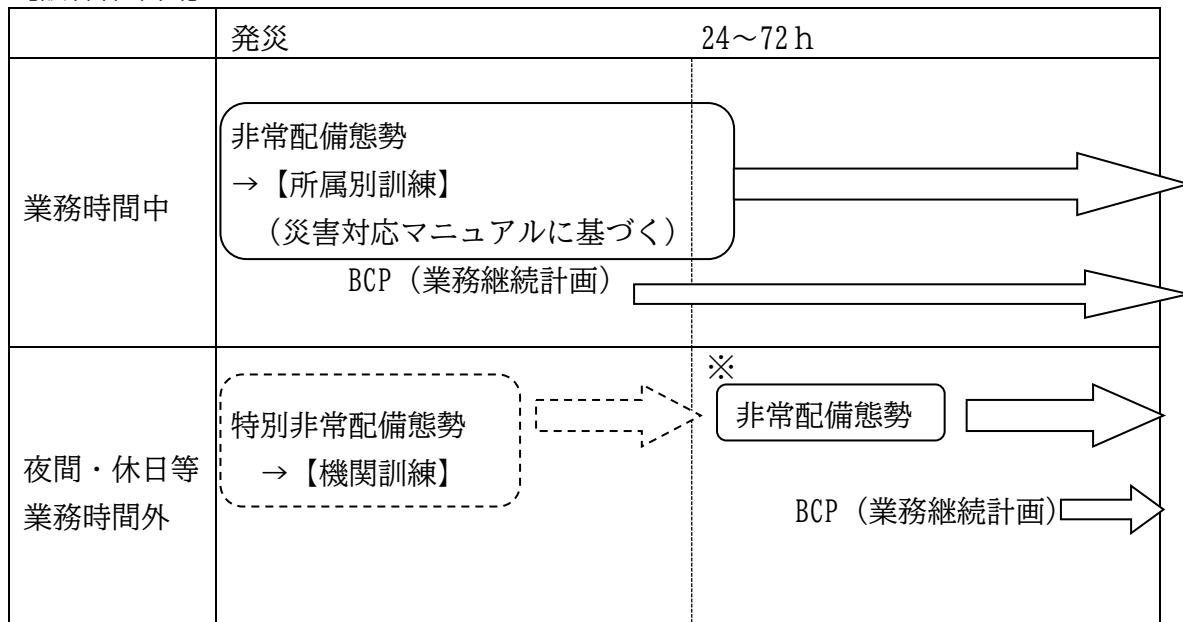 発災
24～72ｈ
業務時間中
非常配備態勢
→【所属別訓練】
（災害対応マニュアルに基づく）
BCP（業務継続計画）
夜間・休日等
業務時間外
特別非常配備態勢
→【機関訓練】
※
非常配備態勢
BCP（業務継続計画）